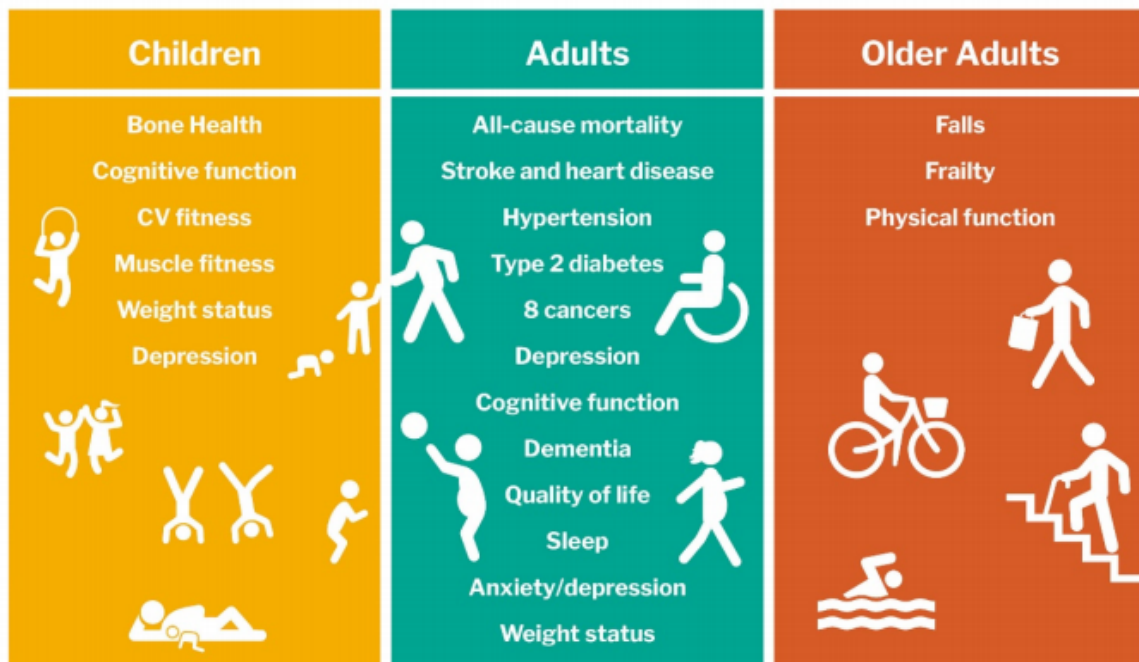 Children
Bone Health
Cognitive function
CV fitness
Muscle fitness
Weight status
Depression
Adults
All-cause mortality
Stroke and heart disease
Hypertension
Type 2 diabetes
8 cancers
Depression
Cognitive function
Dementia
Quality of life
Sleep
Anxiety/depression
Weight status
Older Adults
Falls
Frailty
Physical function